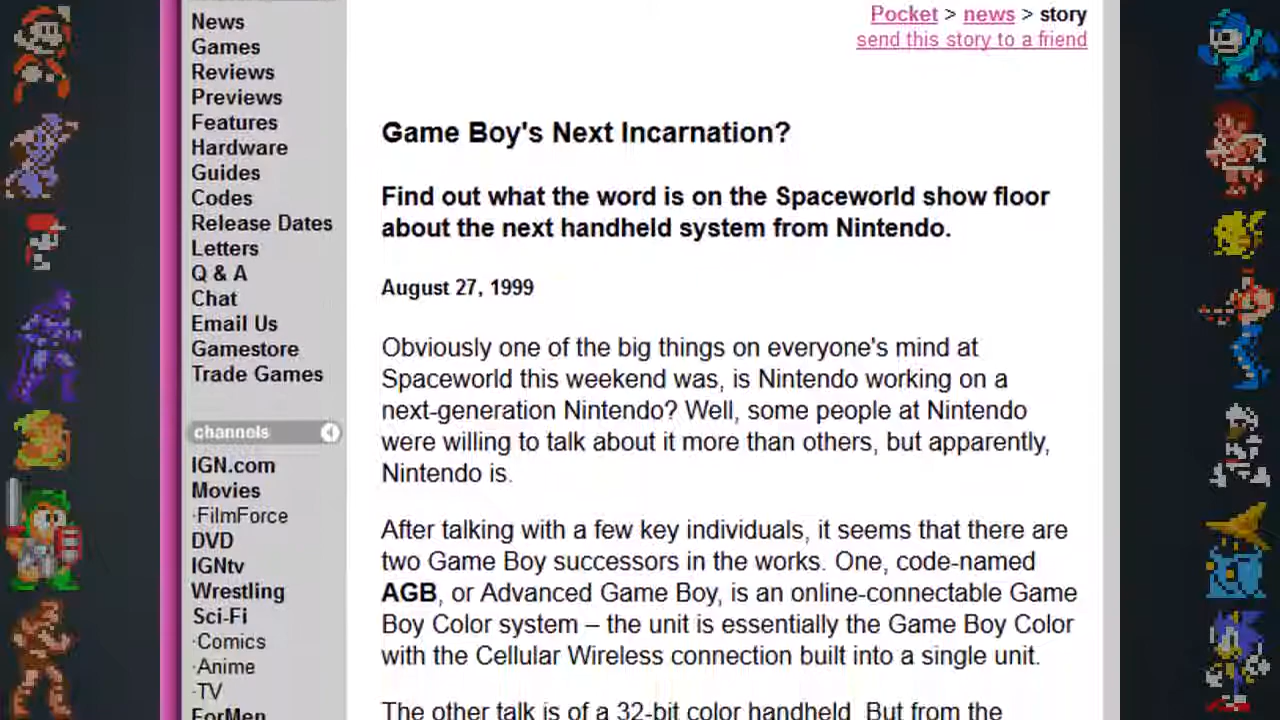 News
Games
Reviews
Previews
Features
Hardware
Guides
Codes
Release Dates
Letters
Q & A
Chat
Email Us
Gamestore
Trade Games
channels
IGN.com
Movies
·FilmForce
DVD
IGNtv
Wrestling
Sci-Fi
·Comics
·Anime
·TV
ForMen
Pocket > news > story
send this story to a friend
Game Boy's Next Incarnation?
Find out what the word is on the Spaceworld show floor
about the next handheld system from Nintendo.
August 27, 1999
Obviously one of the big things on everyone's mind at
Spaceworld this weekend was, is Nintendo working on a
next-generation Nintendo? Well, some people at Nintendo
were willing to talk about it more than others, but apparently,
Nintendo is.
After talking with a few key individuals, it seems that there are
two Game Boy successors in the works. One, code-named
AGB, or Advanced Game Boy, is an online-connectable Game
Boy Color system – the unit is essentially the Game Boy Color
with the Cellular Wireless connection built into a single unit.
The other talk is of a 32-bit color handheld. But from the